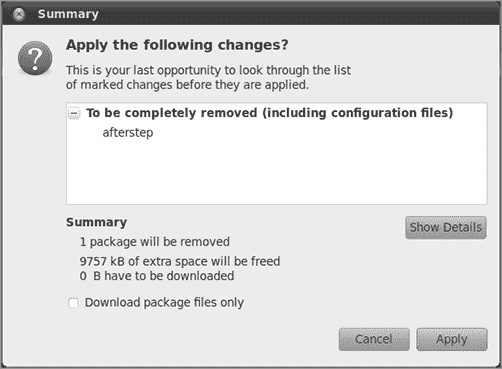 Summary
Apply the following changes?
This is your last opportunity to look through the list
of marked changes before they are applied.
To be completely removed (including configuration files)
afterstep
Summary
Show Details
1 package will be removed
9757 kB of extra space will be freed
0 B have to be downloaded
Download package files only
Cancel
Apply